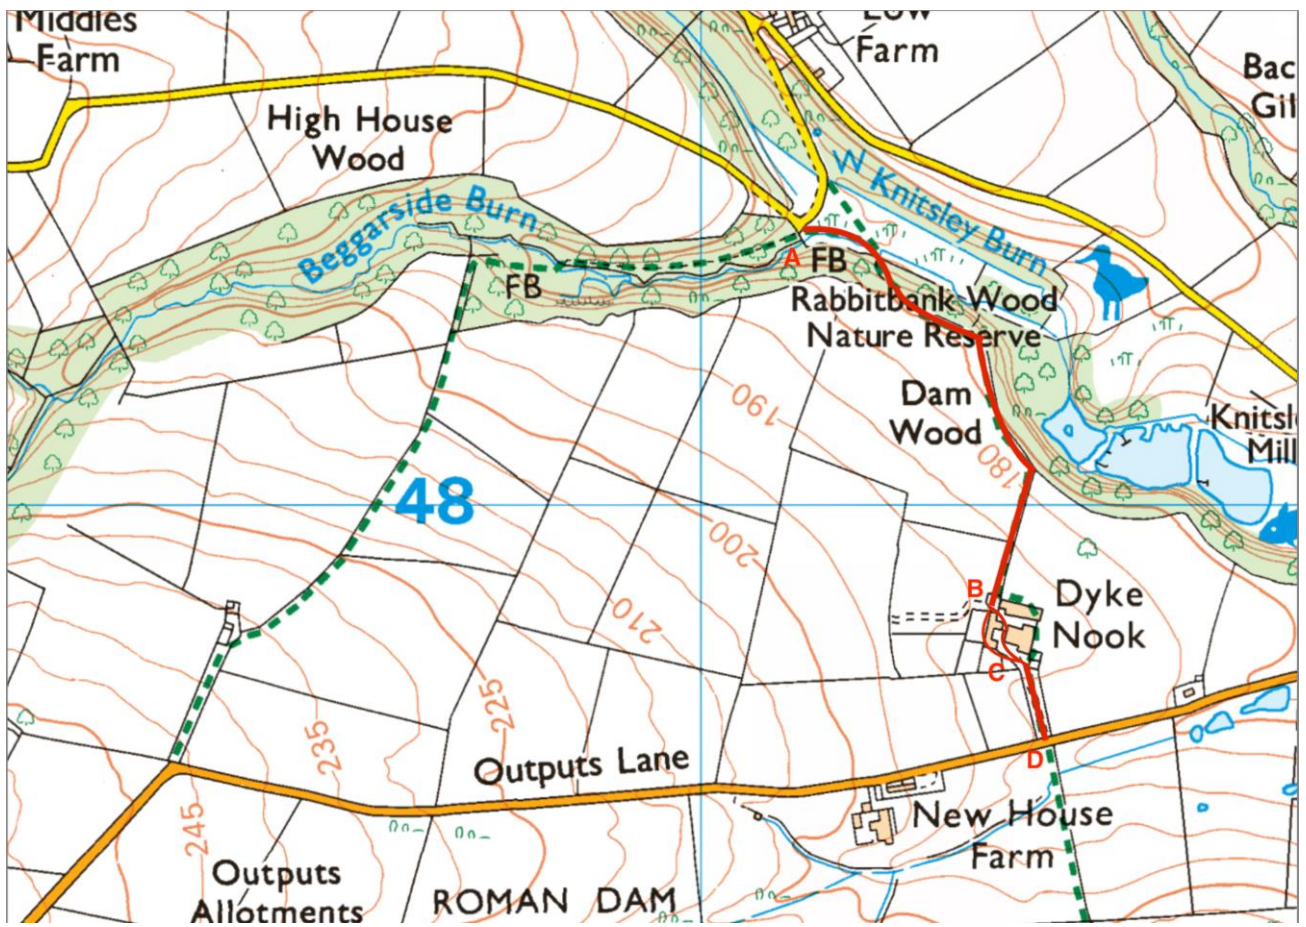 Middles
Farm
Low
Farm
Bac
Gil
High House
Wood
W Knitsley Burn
Beggarside Burn
A
FB
FB
Rabbitbank Wood
Nature Reserve
190
Dam
Wood
Knitsl
Mill
180
48
200
B
Dyke
Nook
210
C
225
235
Outputs Lane
D
245
New House
Farm
Outputs
Allotments
ROMAN DAM